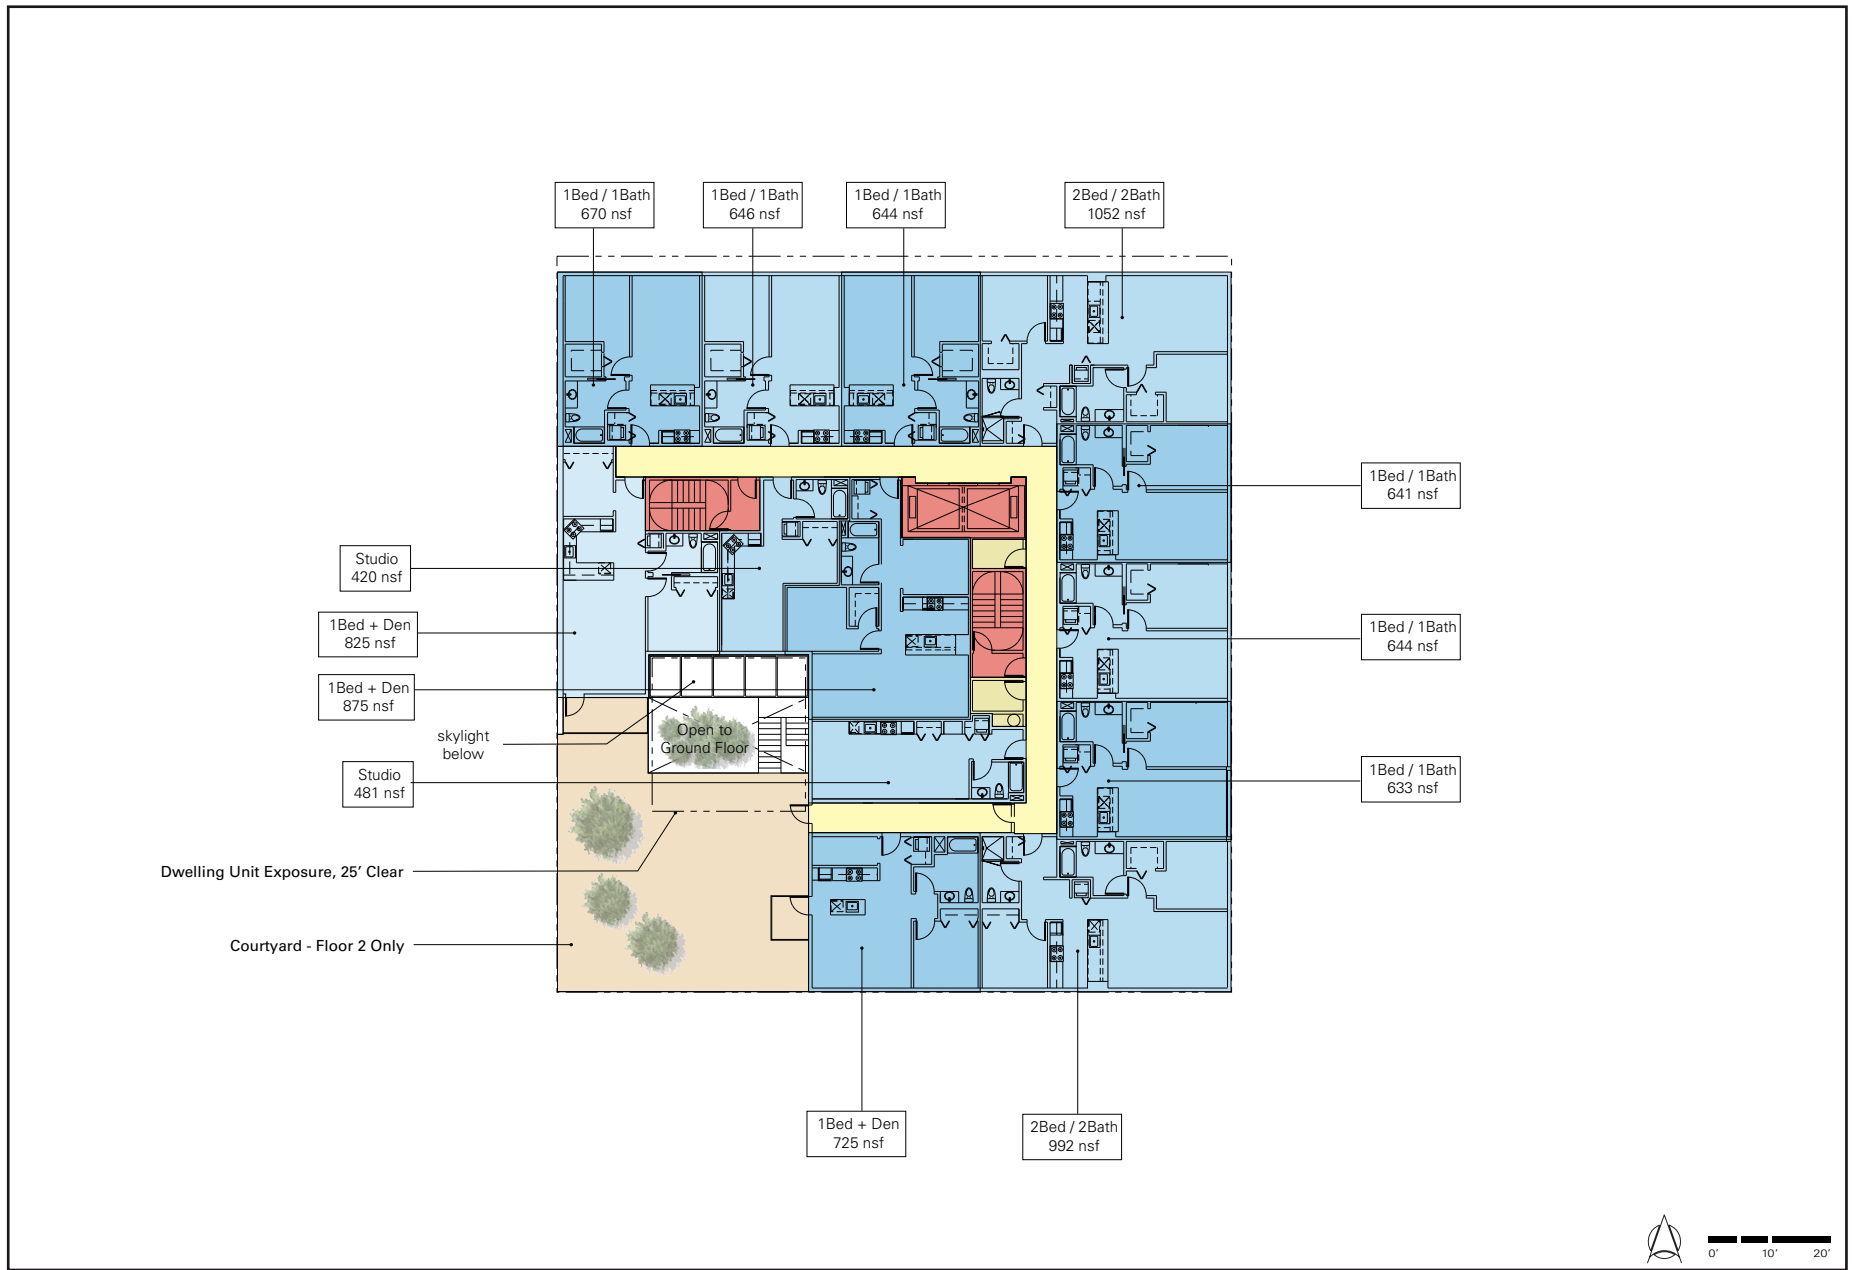 1Bed / 1Bath
670 nsf
1Bed / 1Bath
646 nsf
1Bed / 1Bath
644 nsf
2Bed / 2Bath
1052 nsf
1Bed / 1Bath
641 nsf
Studio
420 nsf
1Bed + Den
825 nsf
1Bed / 1Bath
644 nsf
1Bed + Den
875 nsf
skylight
below
Open to
Ground Floor
Studio
481 nsf
1Bed / 1Bath
633 nsf
Dwelling Unit Exposure, 25’ Clear
Courtyard - Floor 2 Only
1Bed + Den
725 nsf
2Bed / 2Bath
992 nsf
0’ 10’ 20’